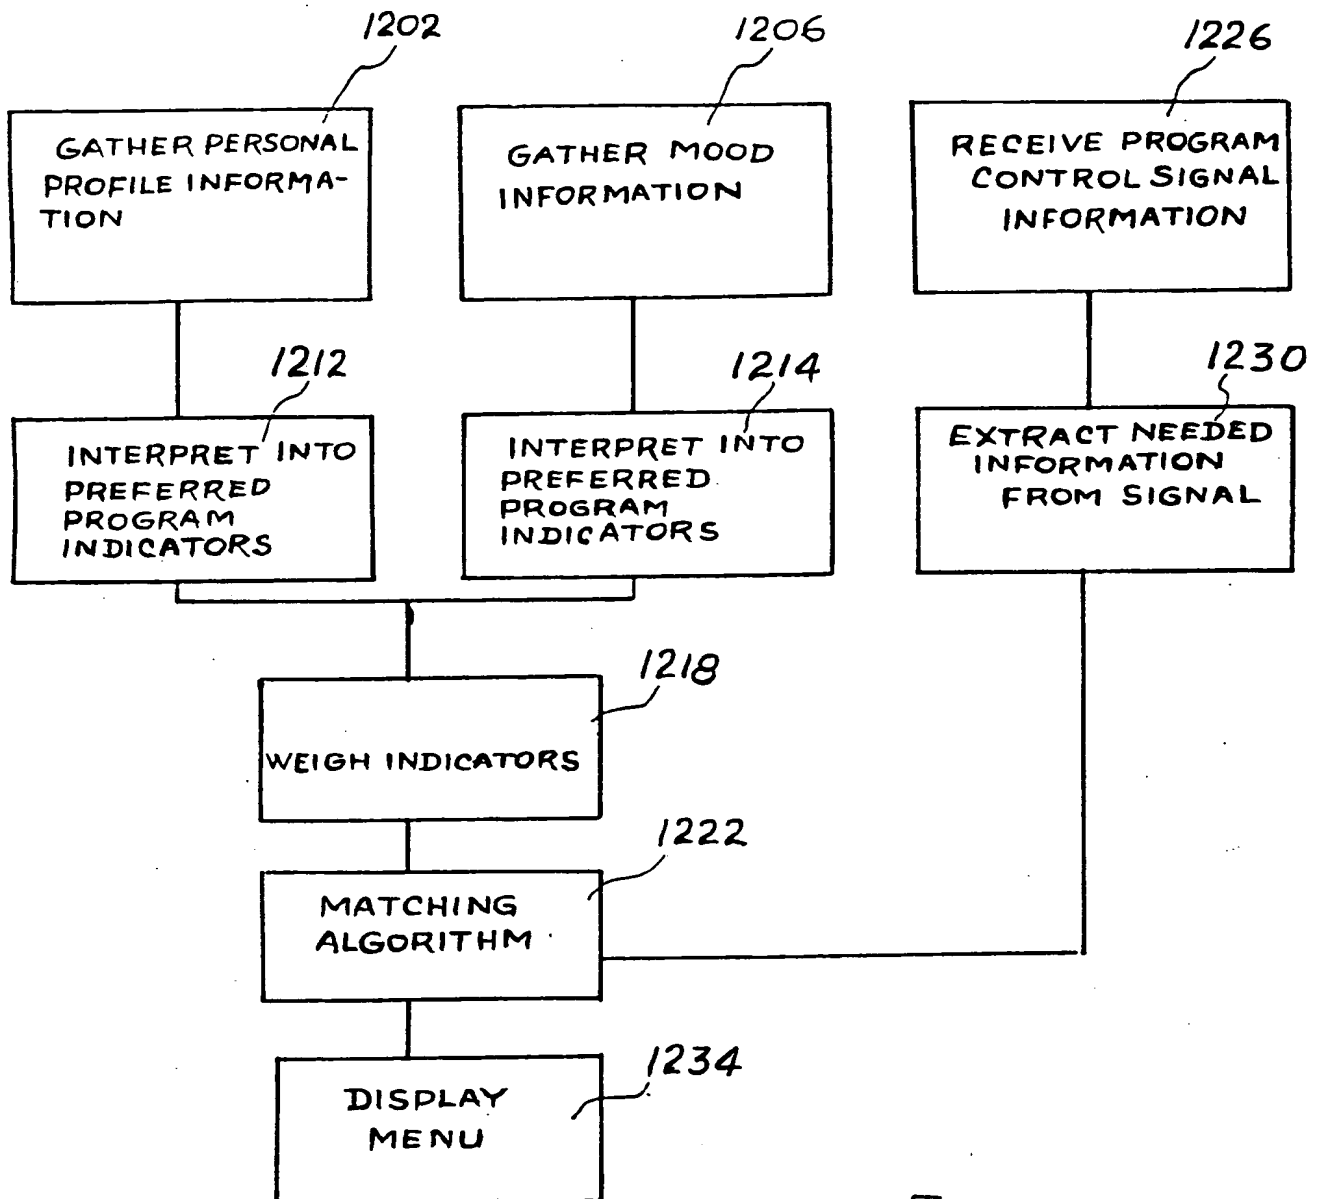 1202
GATHER PERSONAL
PROFILE INFORMA-
TION
1206
GATHER MOOD
INFORMATION
1226
RECEIVE PROGRAM
CONTROL SIGNAL
INFORMATION
1212
INTERPRET INTO
PREFERRED
PROGRAM
INDICATORS
1214
INTERPRET INTO
PREFERRED
PROGRAM
INDICATORS
1230
EXTRACT NEEDED
INFORMATION
FROM SIGNAL
1218
WEIGH INDICATORS
1222
MATCHING
ALGORITHM
1234
DISPLAY
MENU